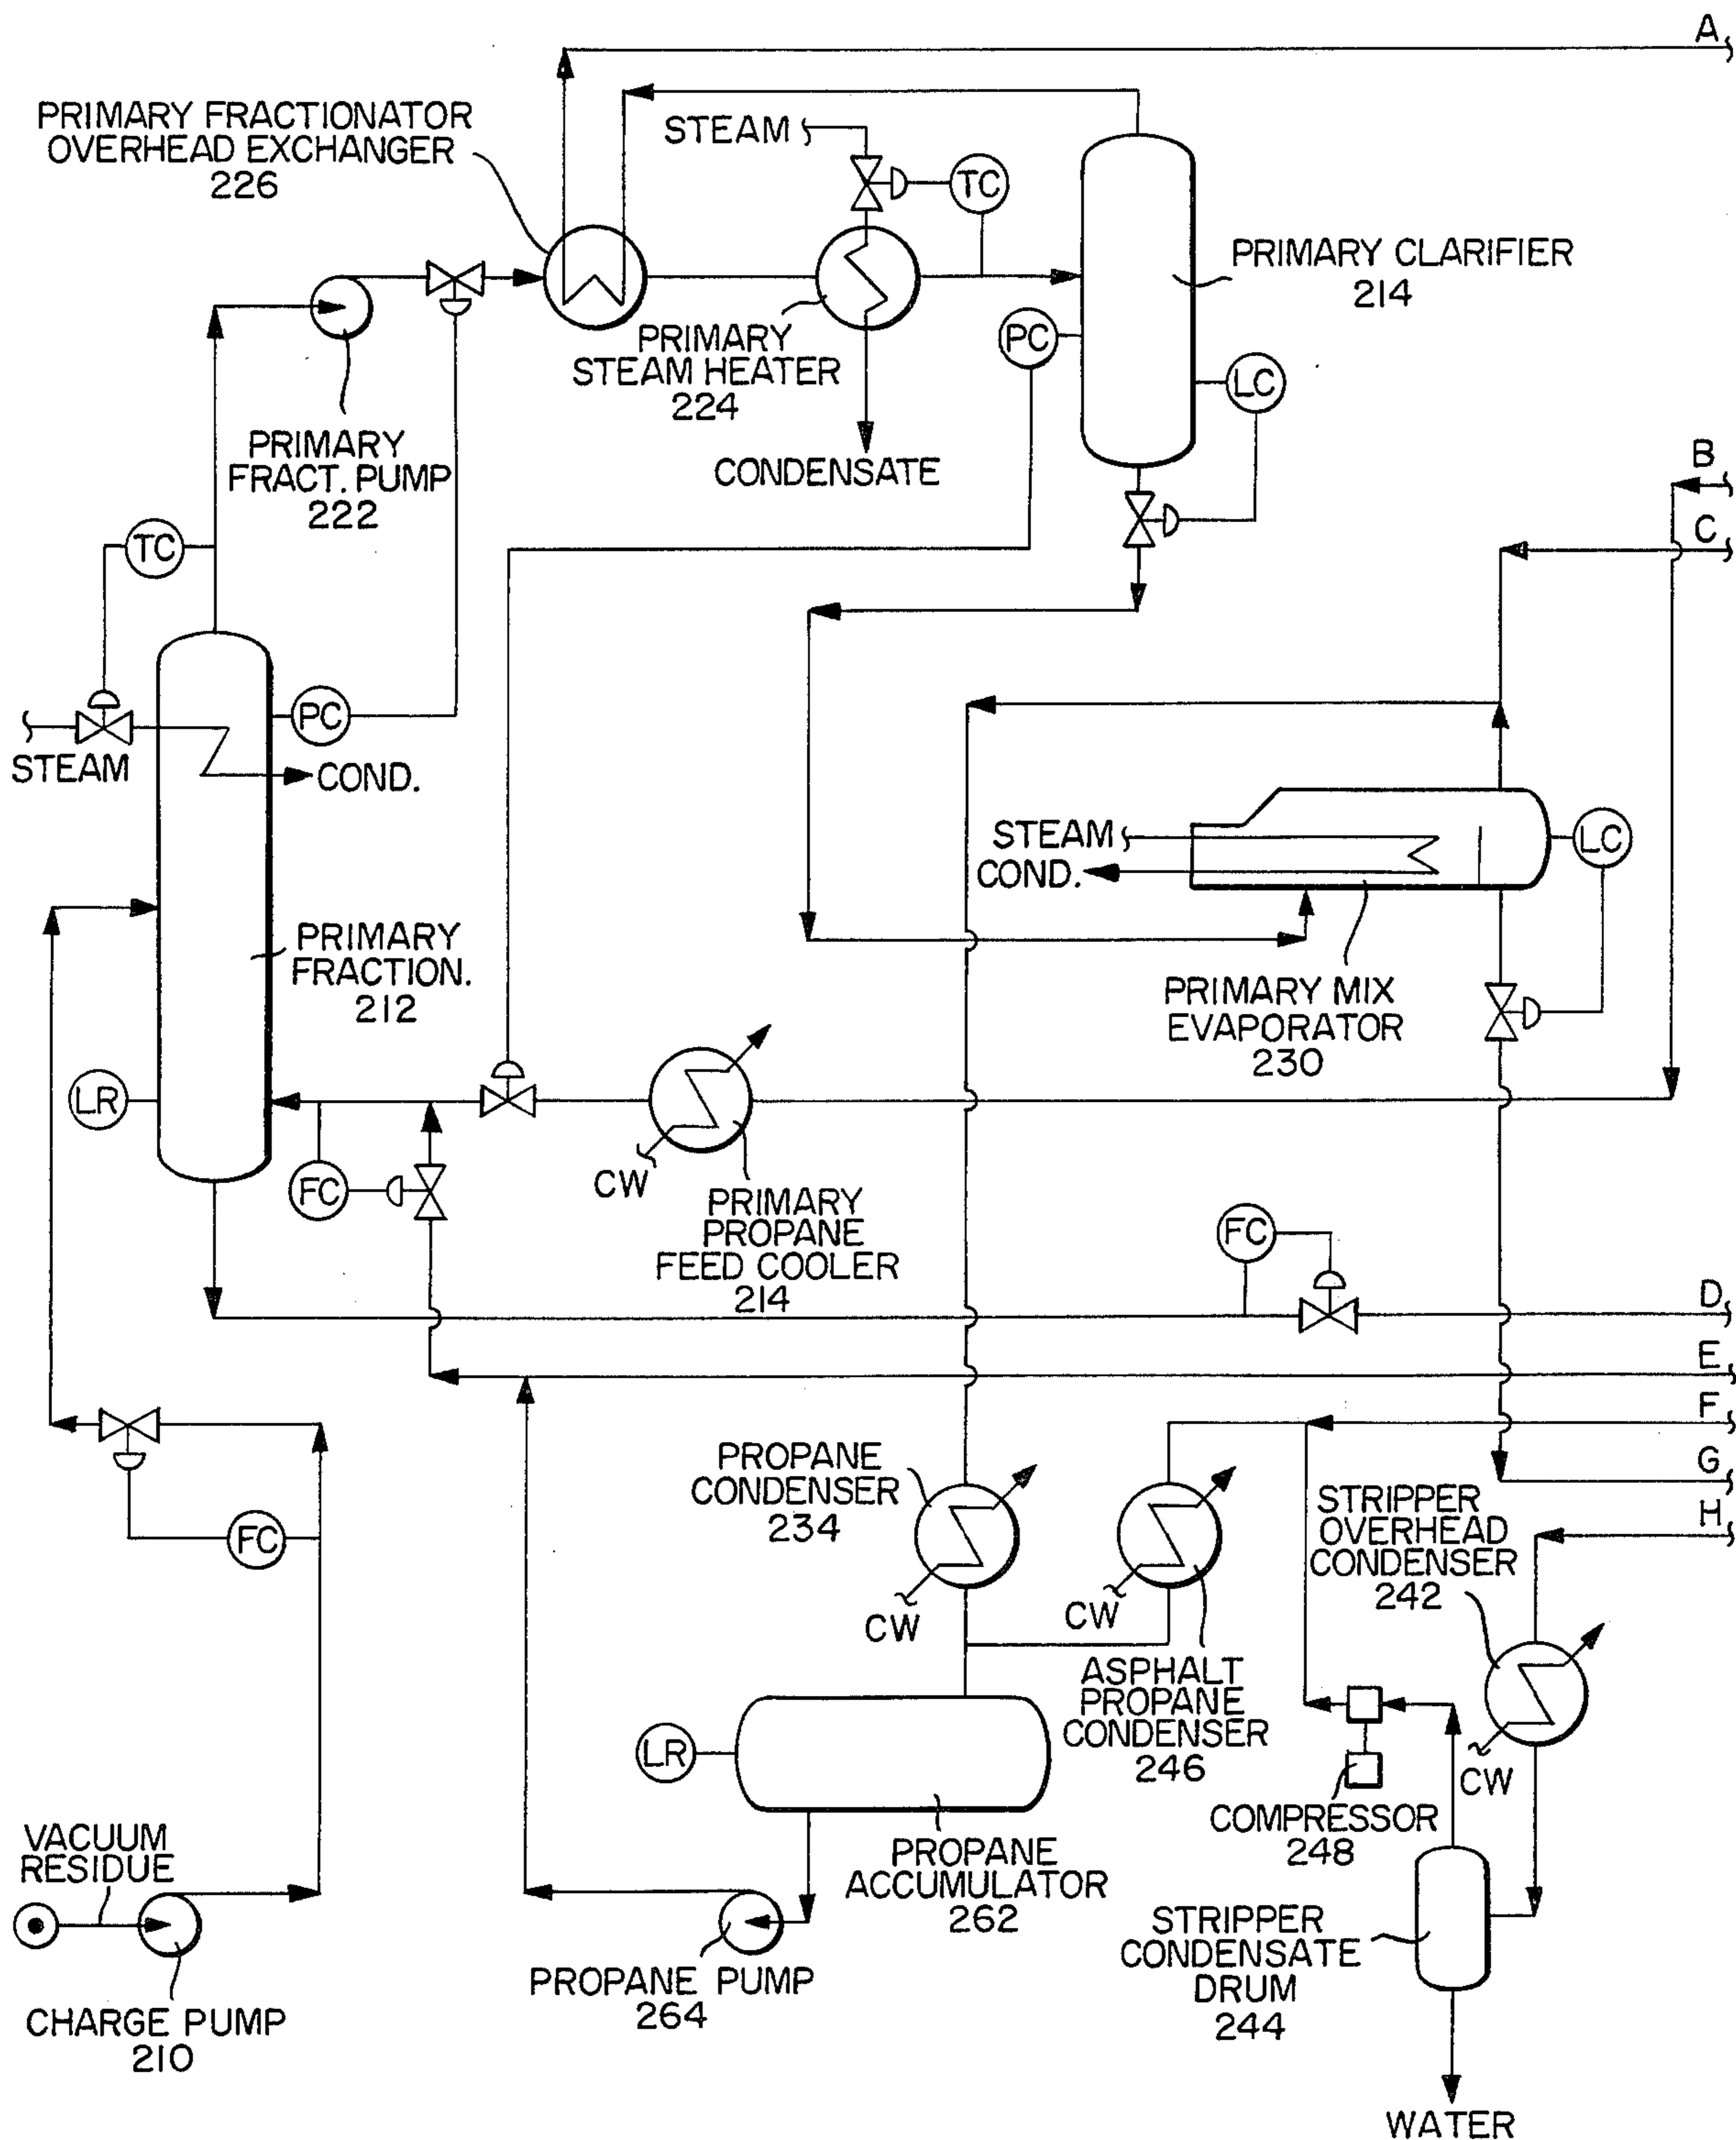 A
PRIMARY FRACTIONATOR
OVERHEAD EXCHANGER
226
STEAM
TC
PRIMARY CLARIFIER
214
PRIMARY
STEAM HEATER
224
PC
LC
CONDENSATE
PRIMARY
FRACT. PUMP
222
TC
B
C
PC
STEAM
COND.
STEAM
COND.
LC
PRIMARY
FRACTION.
212
PRIMARY MIX
EVAPORATOR
230
LR
FC
CW
PRIMARY
PROPANE
FEED COOLER
214
FC
D
E
F
G
H
PROPANE
CONDENSER
234
CW
CW
STRIPPER
OVERHEAD
CONDENSER
242
FC
ASPHALT
PROPANE
CONDENSER
246
LR
CW
COMPRESSOR
248
VACUUM
RESIDUE
PROPANE
ACCUMULATOR
262
STRIPPER
CONDENSATE
DRUM
244
PROPANE PUMP
264
CHARGE PUMP
210
WATER